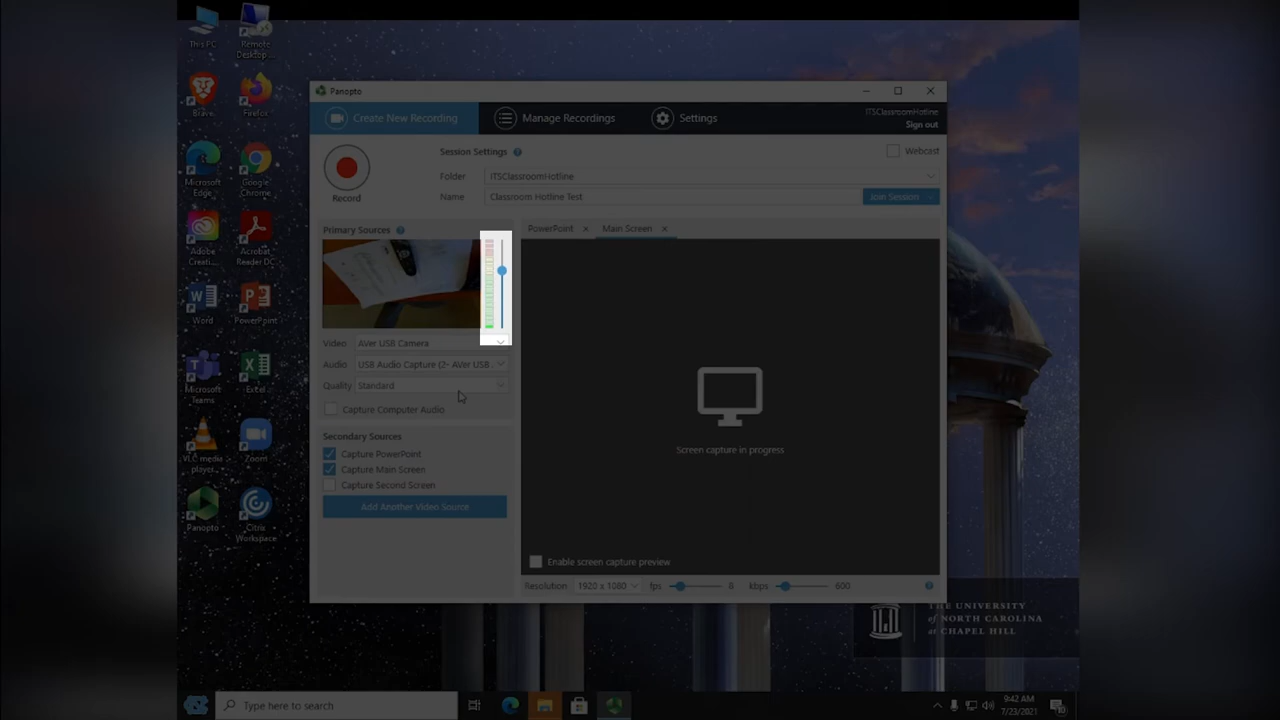 This PC
Remote
Desktop...
Brave
Firefox
Microsoft
Edge
Google
Chrome
Adobe
Creati...
Acrobat
Reader DC
Word
PowerPoint
Microsoft
Teams
Excel
VLC media
player
Zoom
Panopto
Citrix
Workspace
Panopto
Create New Recording
Manage Recordings
Settings
ITSClassroomHotline
Sign out
Record
Session Settings
Webcast
Folder
ITSClassroomHotline
Name
Classroom Hotline Test
Join Session
Primary Sources
PowerPoint
Main Screen
Video
AVer USB Camera
Audio
USB Audio Capture (2- AVer USB
Quality
Standard
Capture Computer Audio
Secondary Sources
Capture PowerPoint
Capture Main Screen
Capture Second Screen
Add Another Video Source
Screen capture in progress
Enable screen capture preview
Resolution
1920 x 1080
fps
8
kbps
600
THE UNIVERSITY
of NORTH CAROLINA
at CHAPEL HILL
Type here to search
9:42 AM
7/23/2021